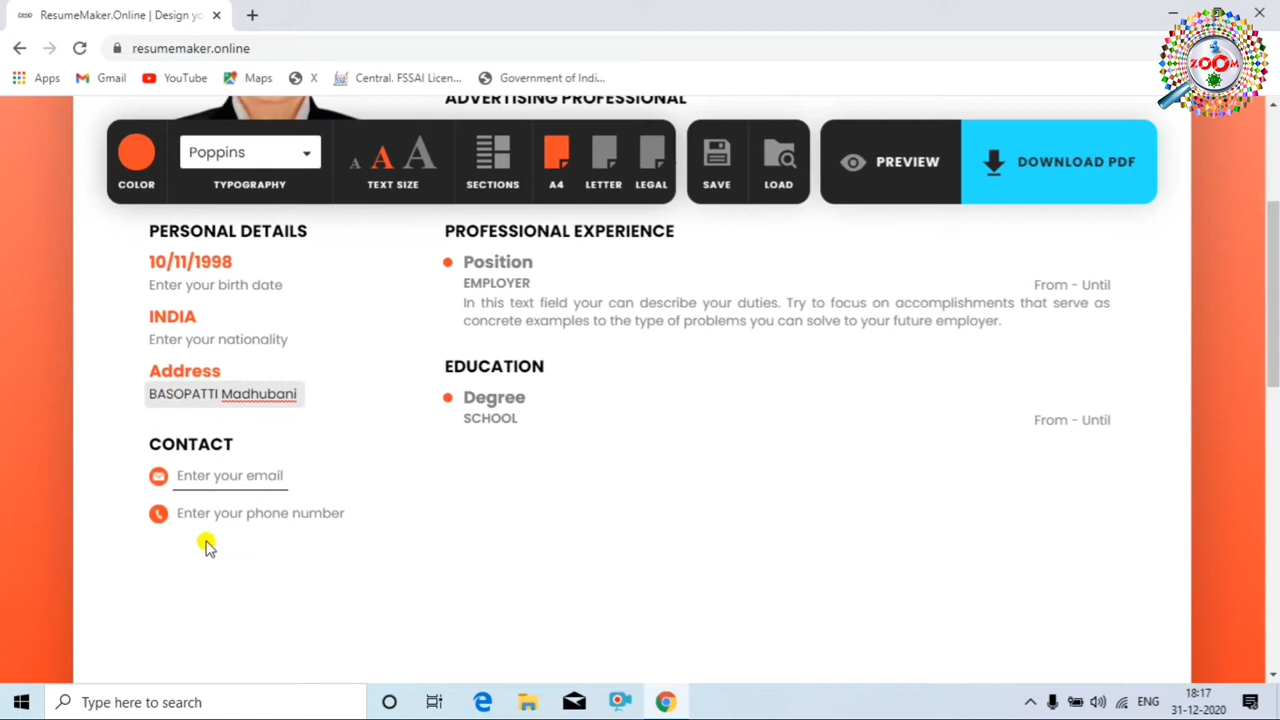 ResumeMaker.Online | Design yo
resumemaker.online
Apps
Gmail
YouTube
Maps
X
Central. FSSAI Licen...
Government of Indi...
ZOOM
ADVERTISING PROFESSIONAL
COLOR
Poppins
TYPOGRAPHY
A A A
TEXT SIZE
SECTIONS
A4
LETTER
LEGAL
SAVE
LOAD
PREVIEW
DOWNLOAD PDF
PERSONAL DETAILS
10/11/1998
Enter your birth date
INDIA
Enter your nationality
Address
BASOPATTI Madhubani
CONTACT
Enter your email
Enter your phone number
PROFESSIONAL EXPERIENCE
Position
EMPLOYER
From - Until
In this text field your can describe your duties. Try to focus on accomplishments that serve as
concrete examples to the type of problems you can solve to your future employer.
EDUCATION
Degree
SCHOOL
From - Until
Type here to search
ENG
18:17
31-12-2020